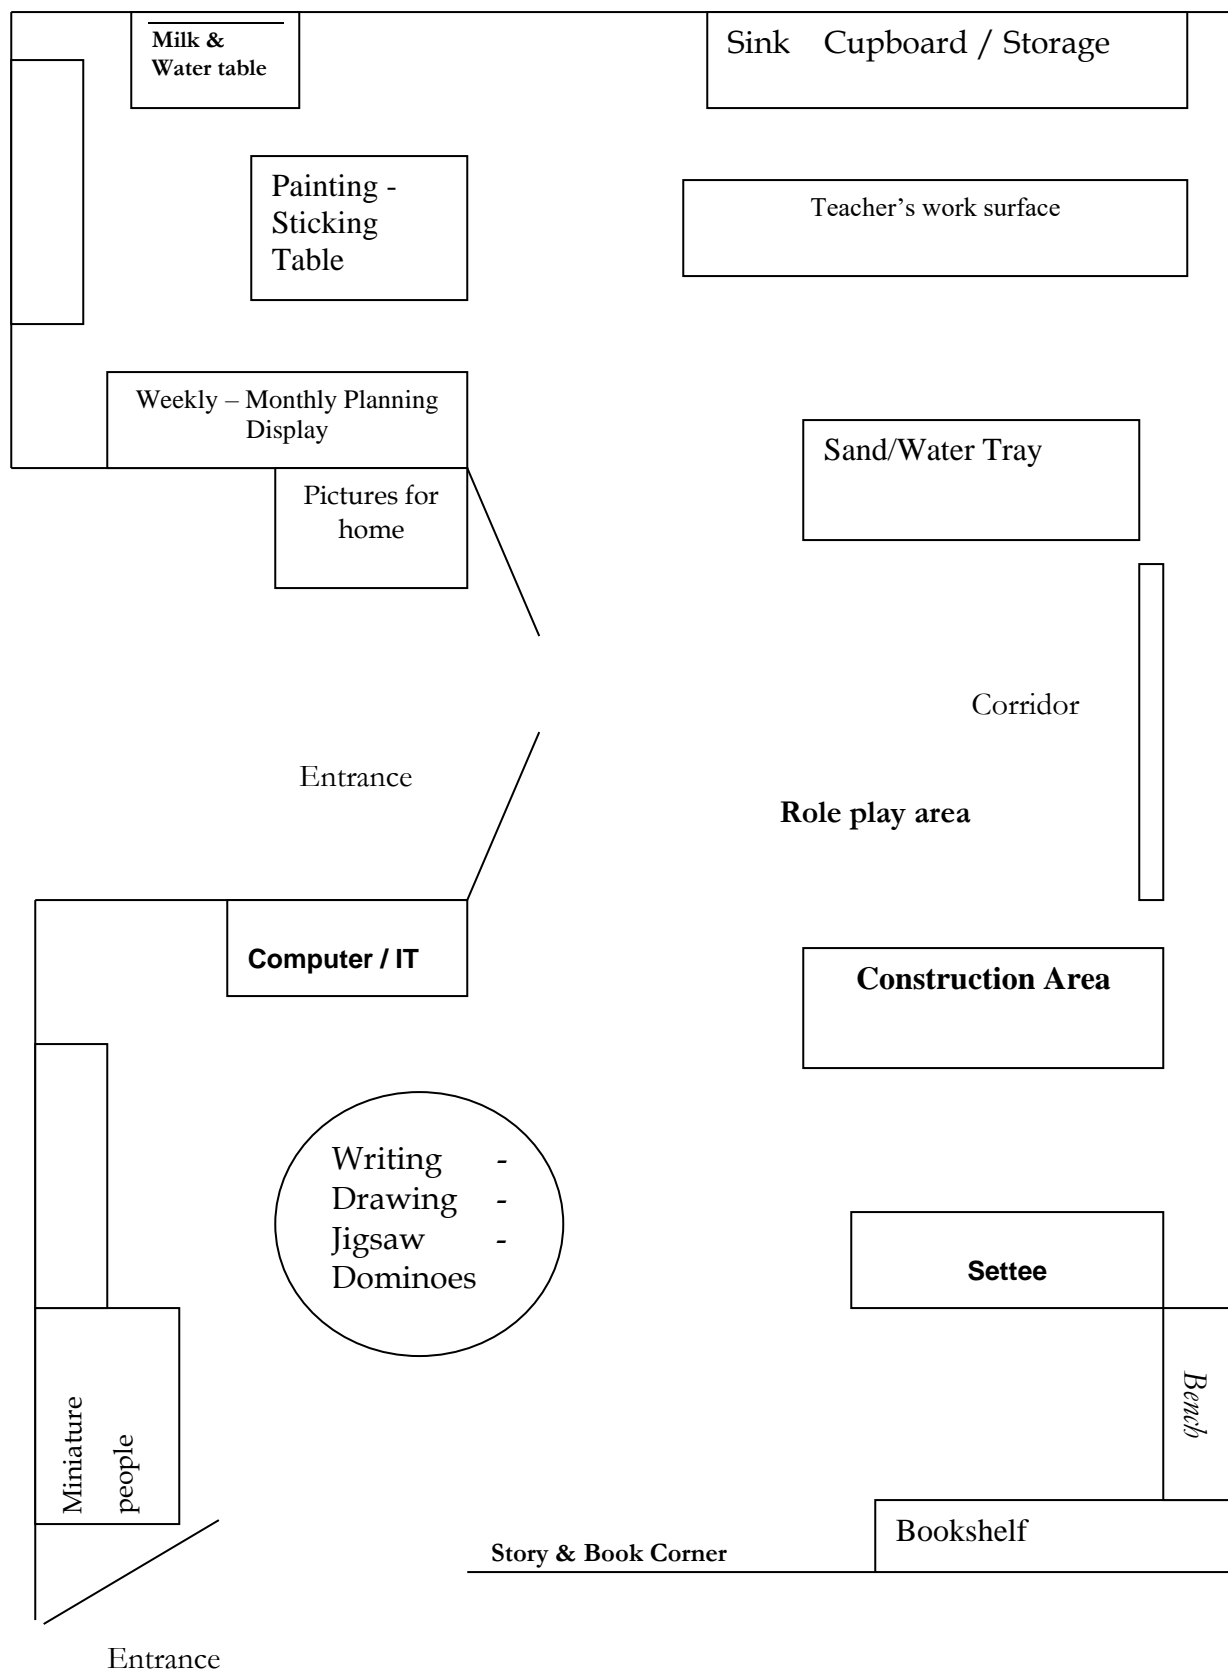 Milk &
Water table
Sink Cupboard / Storage
Painting -
Sticking
Table
Teacher’s work surface
Weekly – Monthly Planning
Display
Sand/Water Tray
Pictures for
home
Corridor
Entrance
Role play area
Computer / IT
Construction Area
Writing -
Drawing -
Jigsaw -
Dominoes
Settee
Bench
Miniature
people
Bookshelf
Story & Book Corner
Entrance